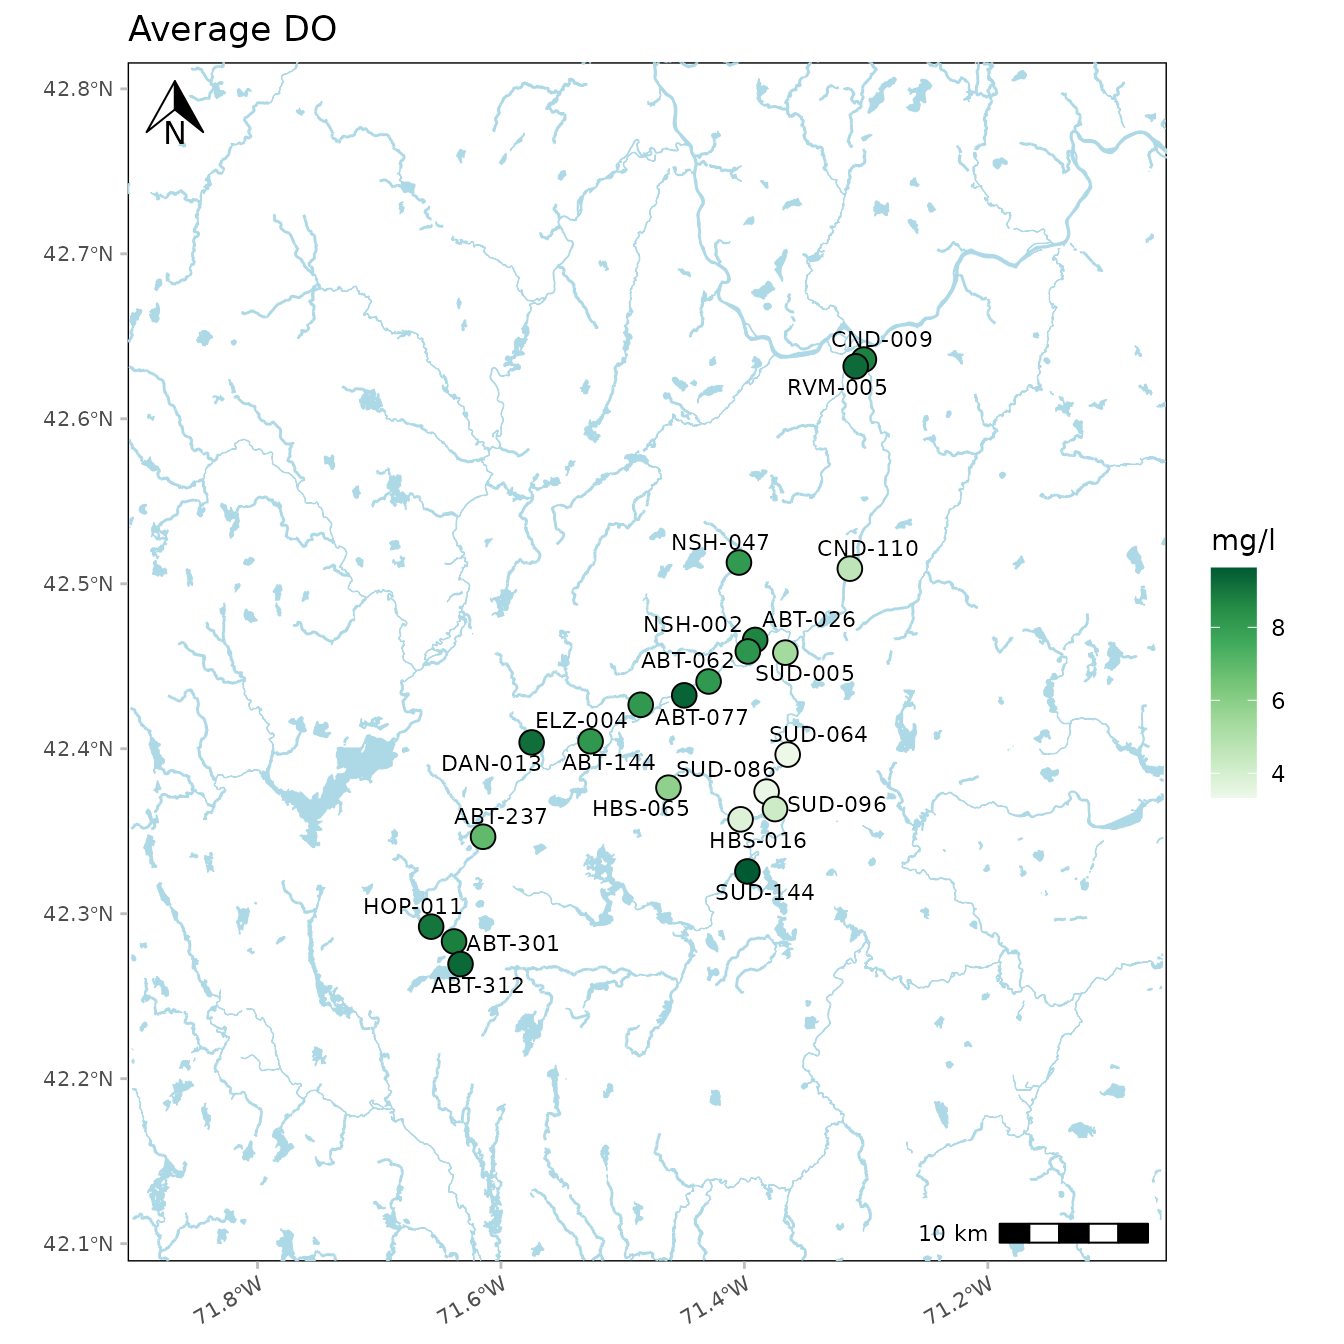 Average DO
42.8°N
N
42.7°N
CND-009
RVM-005
42.6°N
mg/l
NSH-047
CND-110
42.5°N
8
NSH-002
ABT-026
ABT-062
SUD-005
6
ELZ-004
ABT-077
SUD-064
42.4°N
DAN-013
ABT-144
SUD-086
4
HBS-065
SUD-096
ABT-237
HBS-016
SUD-144
42.3°N
HOP-011
ABT-301
ABT-312
42.2°N
10 km
42.1°N
71.8°W
71.6°W
71.4°W
71.2°W